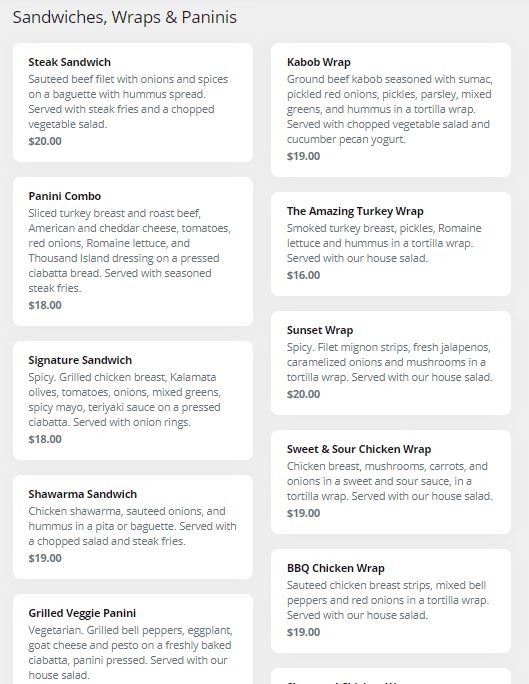 Sandwiches, Wraps & Paninis
Steak Sandwich
Sauteed beef filet with onions and spices
on a baguette with hummus spread.
Served with steak fries and a chopped
vegetable salad.
$20.00
Panini Combo
Sliced turkey breast and roast beef,
American and cheddar cheese, tomatoes,
red onions, Romaine lettuce, and
Thousand Island dressing on a pressed
ciabatta bread. Served with seasoned
steak fries.
$18.00
Signature Sandwich
Spicy. Grilled chicken breast, Kalamata
olives, tomatoes, onions, mixed greens,
spicy mayo, teriyaki sauce on a pressed
ciabatta. Served with onion rings.
$18.00
Shawarma Sandwich
Chicken shawarma, sauteed onions, and
hummus in a pita or baguette. Served with
a chopped salad and steak fries.
$19.00
Grilled Veggie Panini
Vegetarian. Grilled bell peppers, eggplant,
goat cheese and pesto on a freshly baked
ciabatta, panini pressed. Served with our
house salad.
Kabob Wrap
Ground beef kabob seasoned with sumac,
pickled red onions, pickles, parsley, mixed
greens, and hummus in a tortilla wrap.
Served with chopped vegetable salad and
cucumber pecan yogurt.
$19.00
The Amazing Turkey Wrap
Smoked turkey breast, pickles, Romaine
lettuce and hummus in a tortilla wrap.
Served with our house salad.
$16.00
Sunset Wrap
Spicy. Filet mignon strips, fresh jalapenos,
caramelized onions and mushrooms in a
tortilla wrap. Served with our house salad.
$20.00
Sweet & Sour Chicken Wrap
Chicken breast, mushrooms, carrots, and
onions in a sweet and sour sauce, in a
tortilla wrap. Served with our house salad.
$19.00
BBQ Chicken Wrap
Sauteed chicken breast strips, mixed bell
peppers and red onions in a tortilla wrap.
Served with our house salad.
$19.00